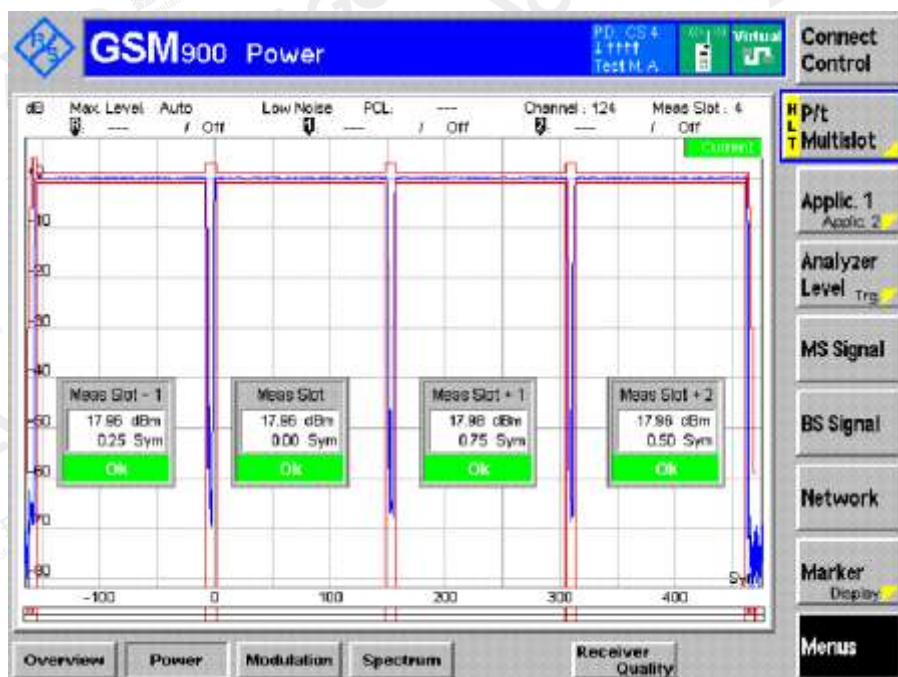 GSM900 Power
PD: CS 4
Test M. A
Virtual
Connect Control
dB Max. Level: Auto Low Noise PCL: --- Channel: 124 Meas Slot: 4
--- / Off --- / Off --- / Off
Current
HLT
P/t Multislot
Applic. 1
Applic. 2
Analyzer Level Trg.
MS Signal
BS Signal
Network
Marker
Display
Menus
-10
-20
-30
-40
-50
-60
-70
-80
Meas Slot - 1
17.96 dBm
0.25 Sym
Ok
Meas Slot
17.96 dBm
0.00 Sym
Ok
Meas Slot + 1
17.98 dBm
0.75 Sym
Ok
Meas Slot + 2
17.96 dBm
0.50 Sym
Ok
-100 0 100 200 300 400
Overview Power Modulation Spectrum Receiver Quality